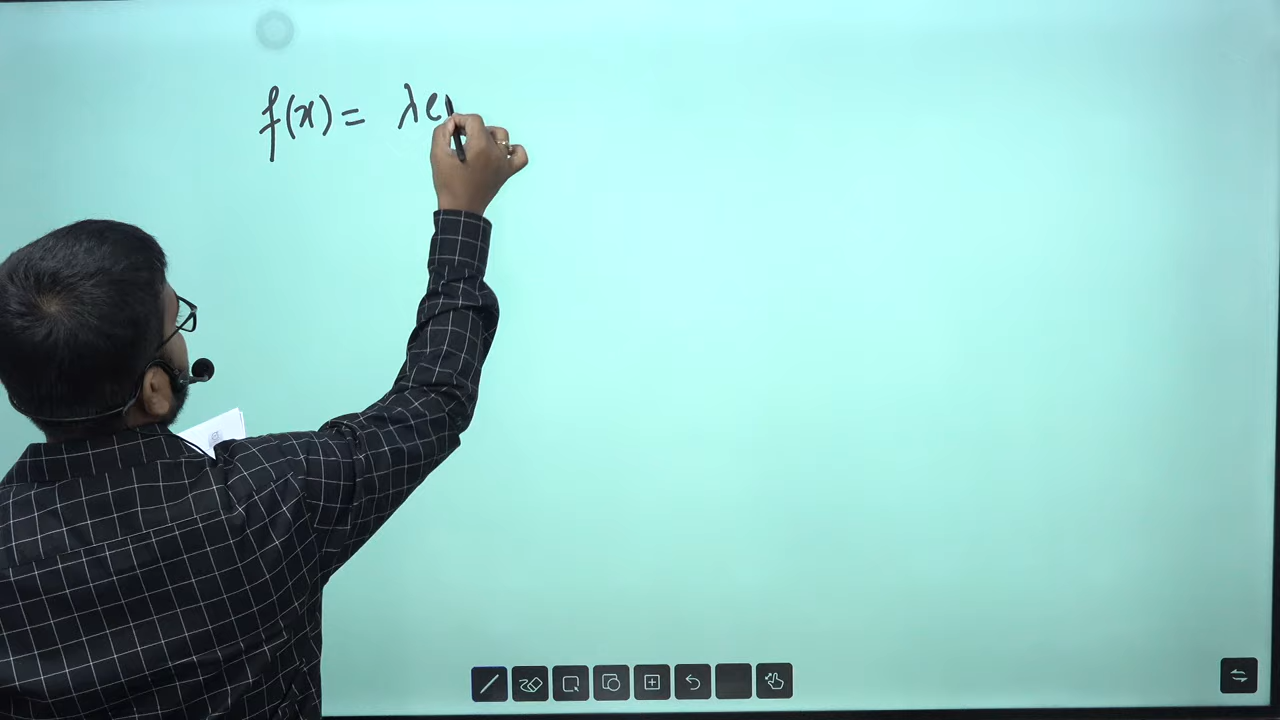 f(x) = λe